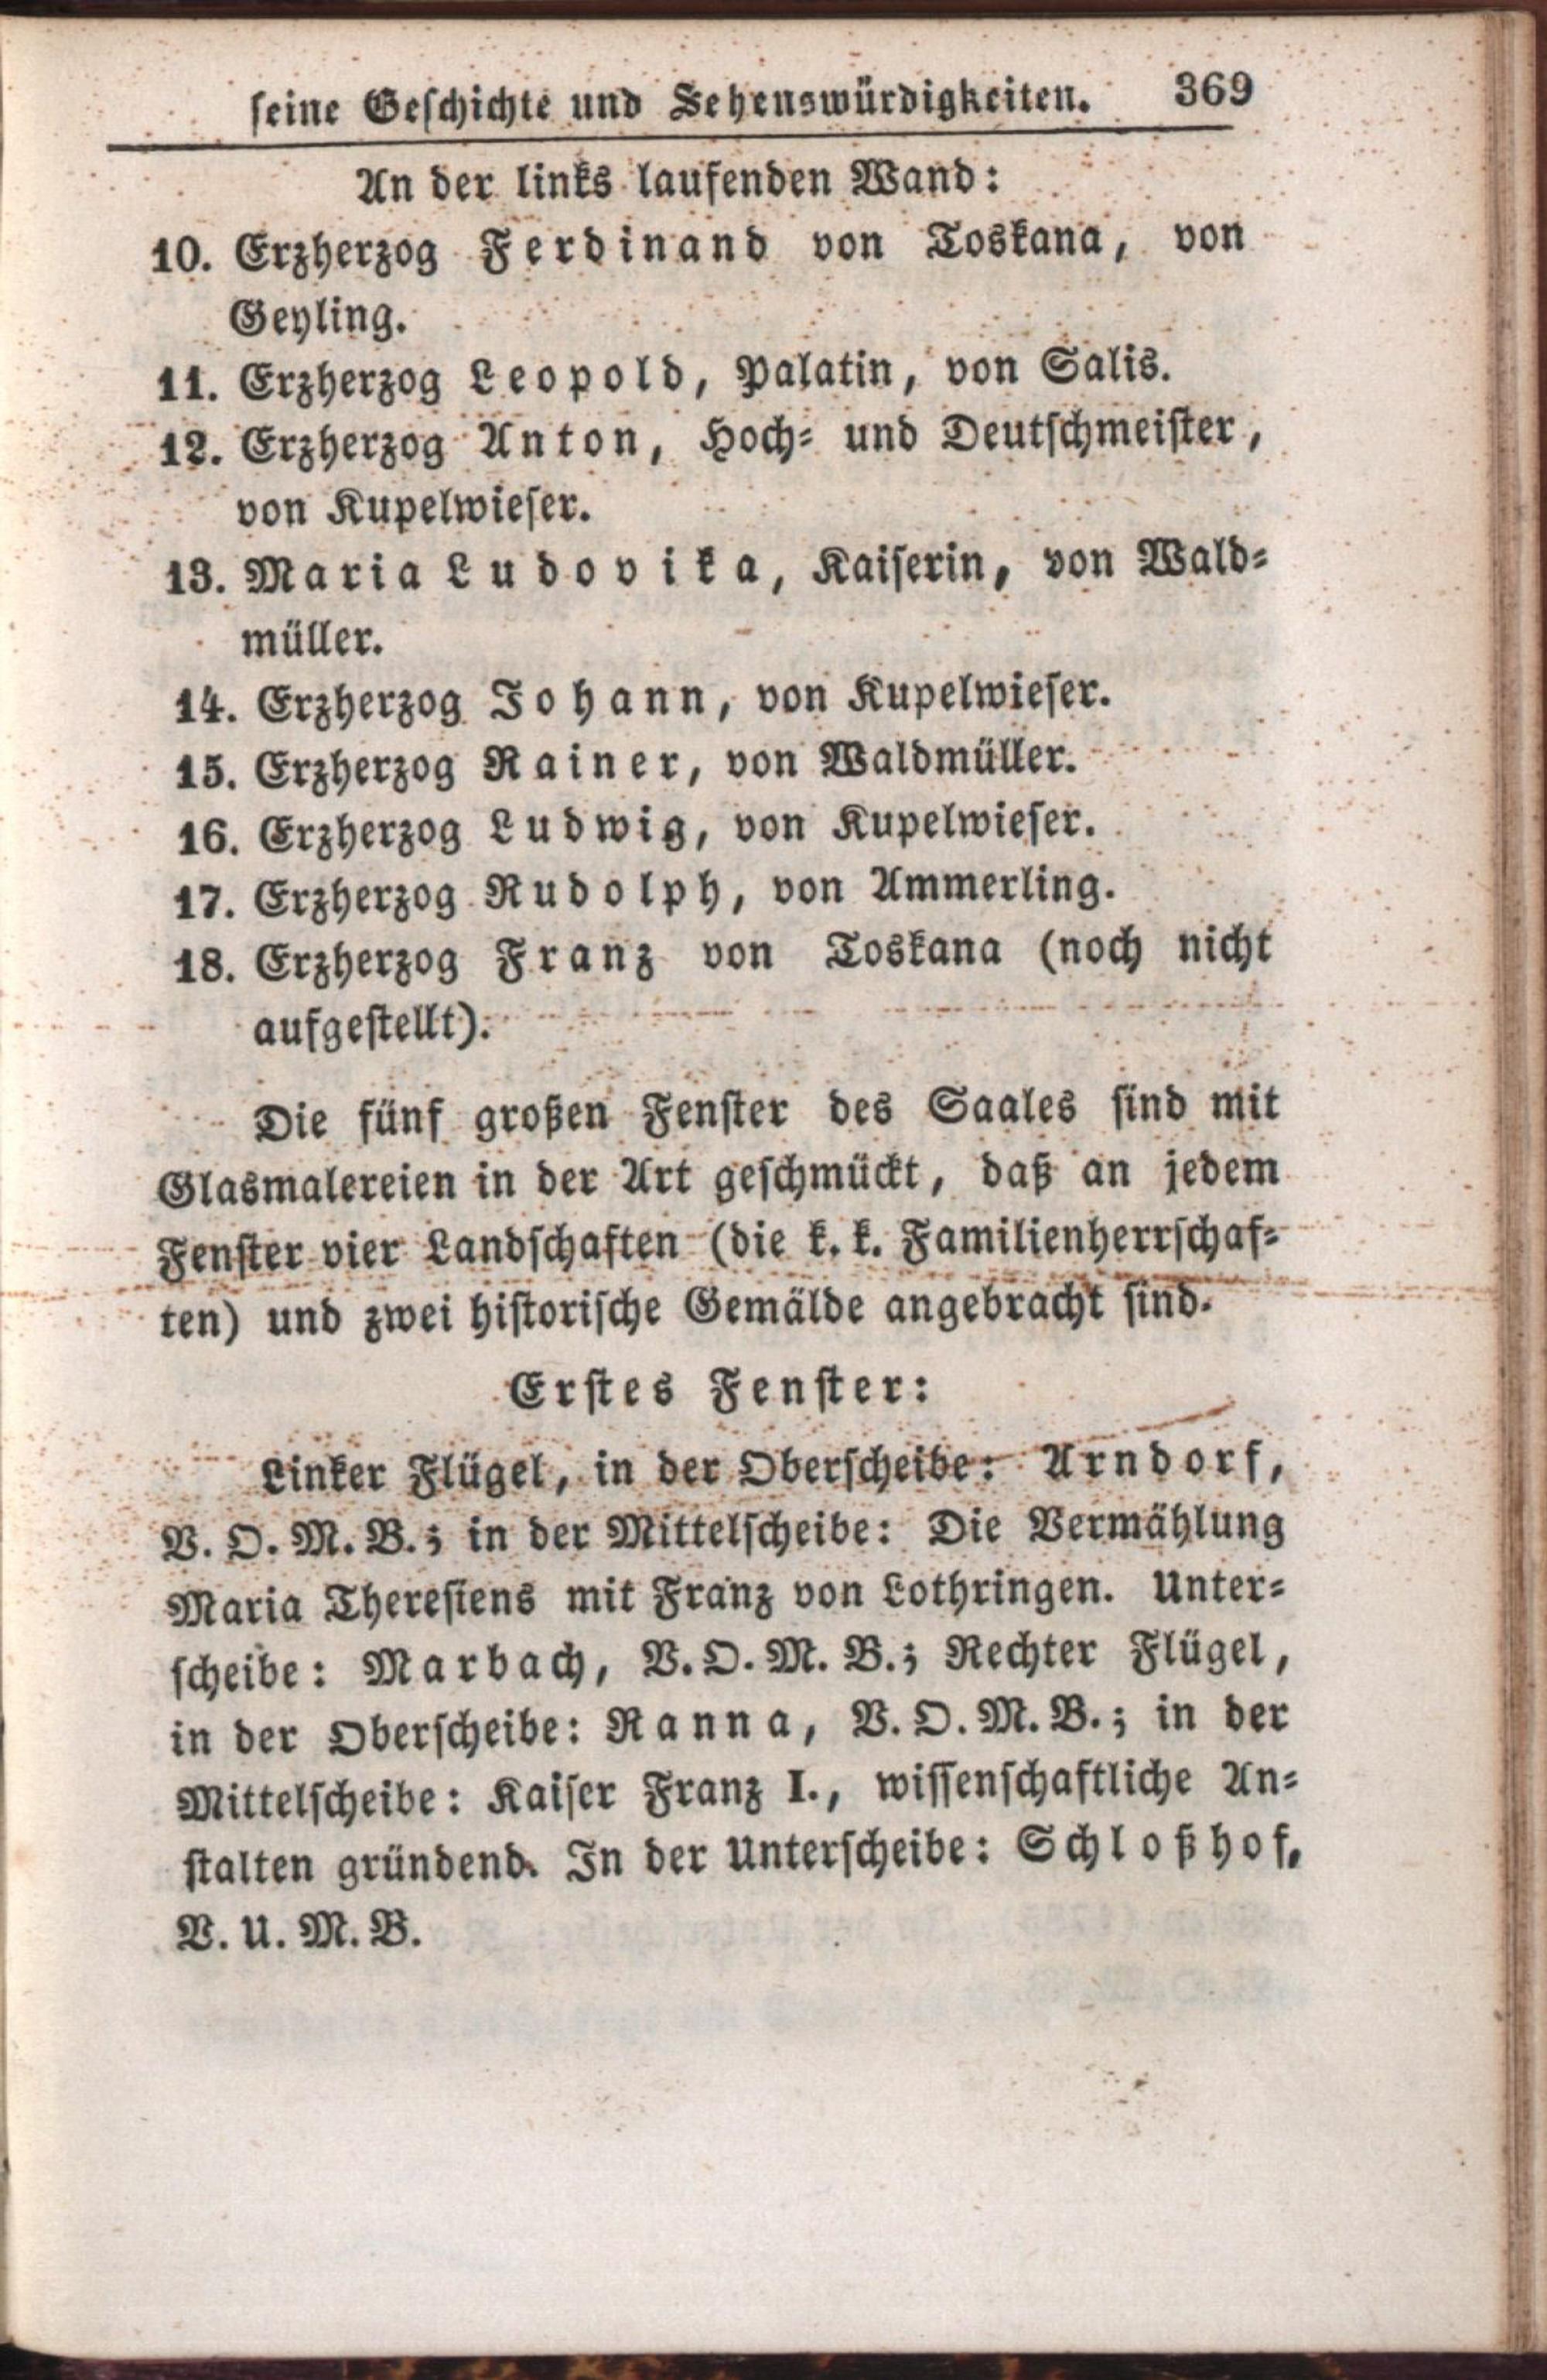 seine Geschichte und Sehenswürdigkeiten. 369
An der links laufenden Wand:
10. Erzherzog Ferdinand von Toskana, von
Geyling.
11. Erzherzog Leopold, Palatin, von Salis.
12. Erzherzog Anton, Hoch- und Deutschmeister,
von Kupelwieser.
13. Maria Ludovika, Kaiserin, von Wald-
müller.
14. Erzherzog Johann, von Kupelwieser.
15. Erzherzog Rainer, von Waldmüller.
16. Erzherzog Ludwig, von Kupelwieser.
17. Erzherzog Rudolph, von Ammerling.
18. Erzherzog Franz von Toskana (noch nicht
aufgestellt).
Die fünf großen Fenster des Saales sind mit
Glasmalereien in der Art geschmückt, daß an jedem
Fenster vier Landschaften (die k. k. Familienherrschaf-
ten) und zwei historische Gemälde angebracht sind.
Erstes Fenster:
Linker Flügel, in der Oberscheibe: Arndorf,
V. O. M. B.; in der Mittelscheibe: Die Vermählung
Maria Theresiens mit Franz von Lothringen. Unter-
scheibe: Marbach, V. O. M. B.; Rechter Flügel,
in der Oberscheibe: Ranna, V. O. M. B.; in der
Mittelscheibe: Kaiser Franz I., wissenschaftliche An-
stalten gründend. In der Unterscheibe: Schloßhof,
V. U. M. B.